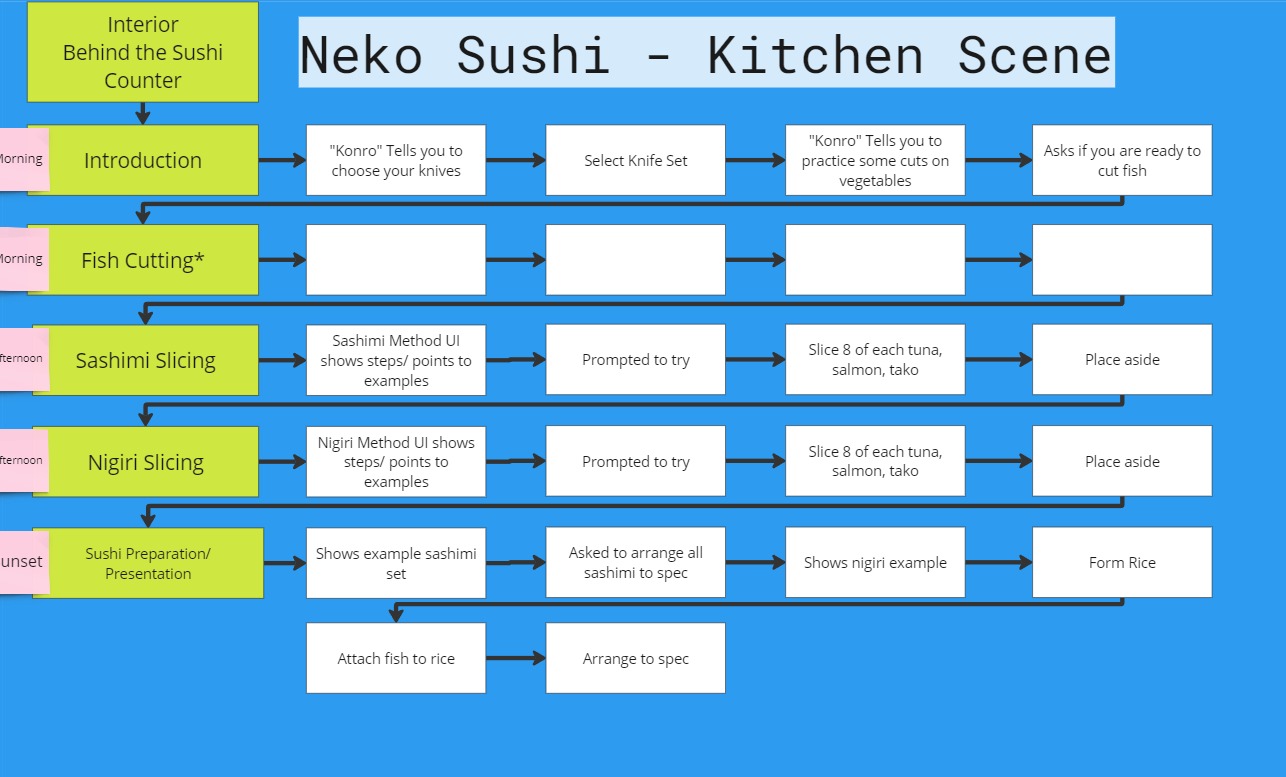 Interior
Behind the Sushi
Counter
Neko Sushi - Kitchen Scene
Morning
Introduction
"Konro" Tells you to
choose your knives
Select Knife Set
"Konro" Tells you to
practice some cuts on
vegetables
Asks if you are ready to
cut fish
Morning
Fish Cutting*
fternoon
Sashimi Slicing
Sashimi Method UI
shows steps/ points to
examples
Prompted to try
Slice 8 of each tuna,
salmon, tako
Place aside
fternoon
Nigiri Slicing
Nigiri Method UI shows
steps/ points to
examples
Prompted to try
Slice 8 of each tuna,
salmon, tako
Place aside
unset
Sushi Preparation/
Presentation
Shows example sashimi
set
Asked to arrange all
sashimi to spec
Shows nigiri example
Form Rice
Attach fish to rice
Arrange to spec